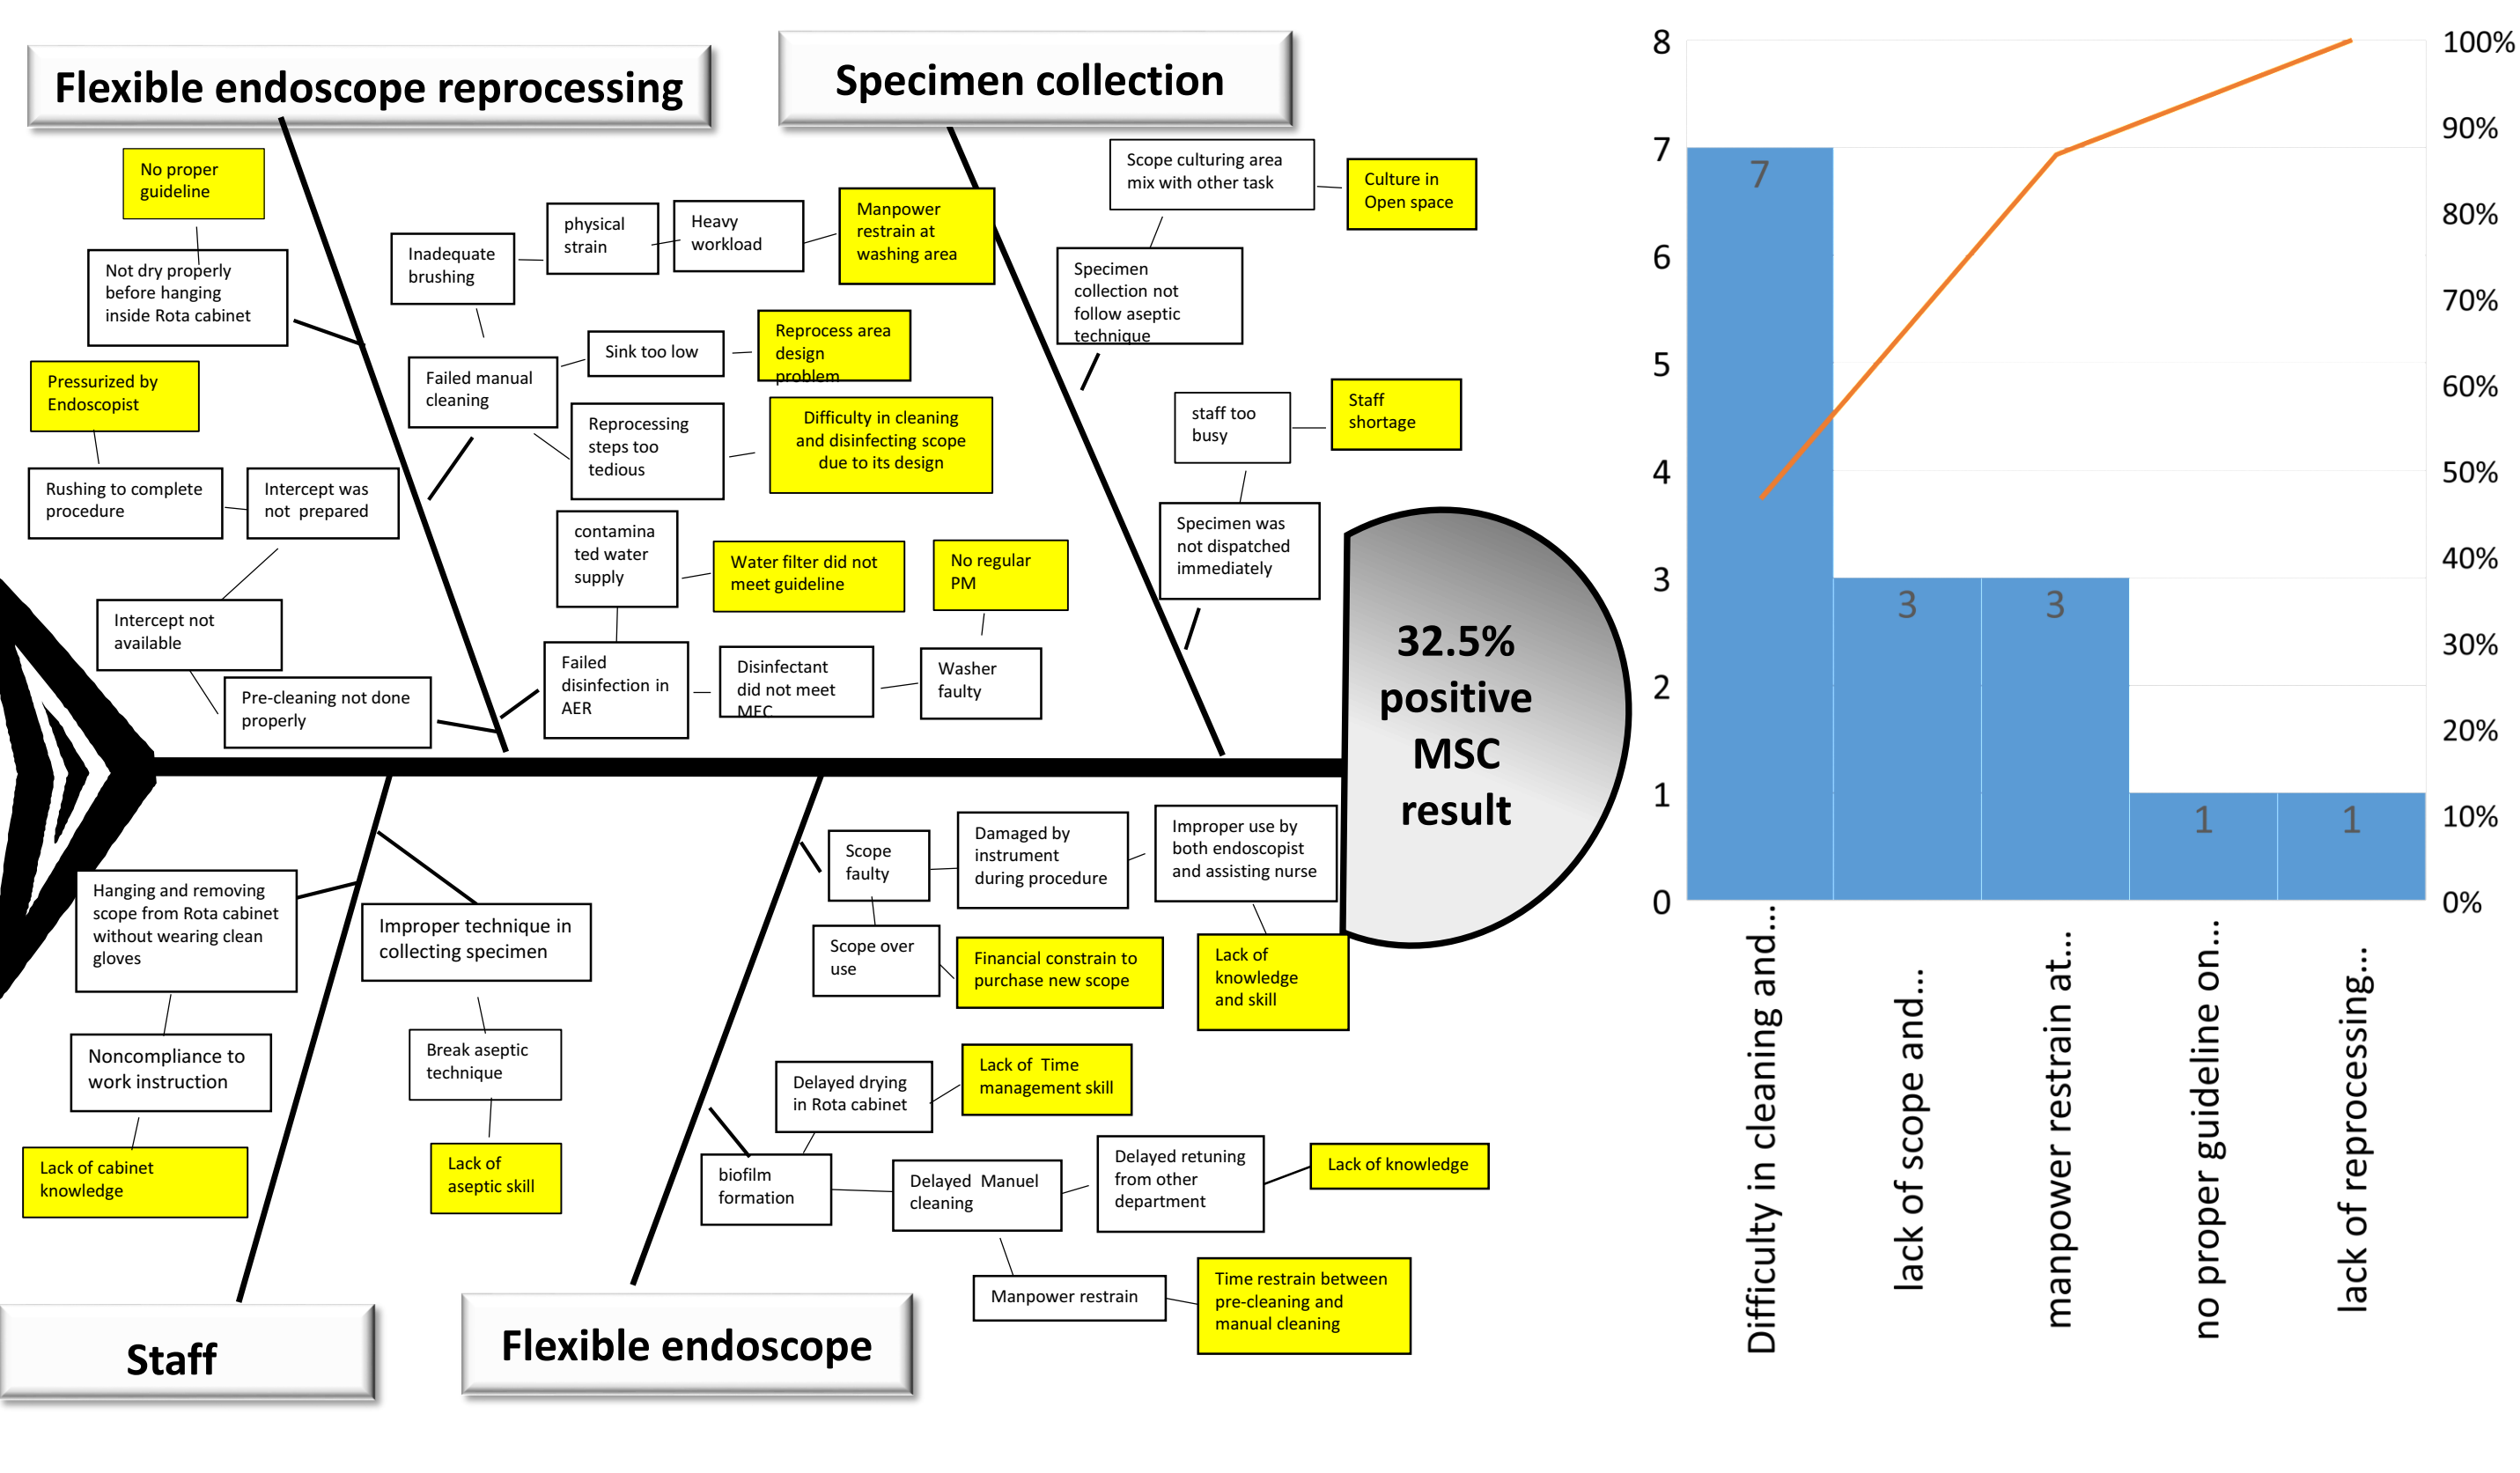 Flexible endoscope reprocessing
Specimen collection
No proper
guideline
Not dry properly
before hanging
inside Rota cabinet
Pressurized by
Endoscopist
Rushing to complete
procedure
Intercept was
not prepared
Intercept not
available
Pre-cleaning not done
properly
Inadequate
brushing
physical
strain
Heavy
workload
Manpower
restrain at
washing area
Failed manual
cleaning
Sink too low
Reprocess area
design
problem
Reprocessing
steps too
tedious
Difficulty in cleaning
and disinfecting scope
due to its design
contamina
ted water
supply
Water filter did not
meet guideline
No regular
PM
Failed
disinfection in
AER
Disinfectant
did not meet
MEC
Washer
faulty
Scope culturing area
mix with other task
Culture in
Open space
Specimen
collection not
follow aseptic
technique
staff too
busy
Staff
shortage
Specimen was
not dispatched
immediately
32.5%
positive
MSC
result
Hanging and removing
scope from Rota cabinet
without wearing clean
gloves
Noncompliance to
work instruction
Lack of cabinet
knowledge
Improper technique in
collecting specimen
Break aseptic
technique
Lack of
aseptic skill
Scope
faulty
Damaged by
instrument
during procedure
Improper use by
both endoscopist
and assisting nurse
Scope over
use
Financial constrain to
purchase new scope
Lack of
knowledge
and skill
Delayed drying
in Rota cabinet
Lack of Time
management skill
biofilm
formation
Delayed Manuel
cleaning
Delayed retuning
from other
department
Lack of knowledge
Manpower restrain
Time restrain between
pre-cleaning and
manual cleaning
Staff
Flexible endoscope
8
7
6
5
4
3
2
1
0
7
3
3
1
1
100%
90%
80%
70%
60%
50%
40%
30%
20%
10%
0%
Difficulty in cleaning and...
lack of scope and...
manpower restrain at...
no proper guideline on...
lack of reprocessing...